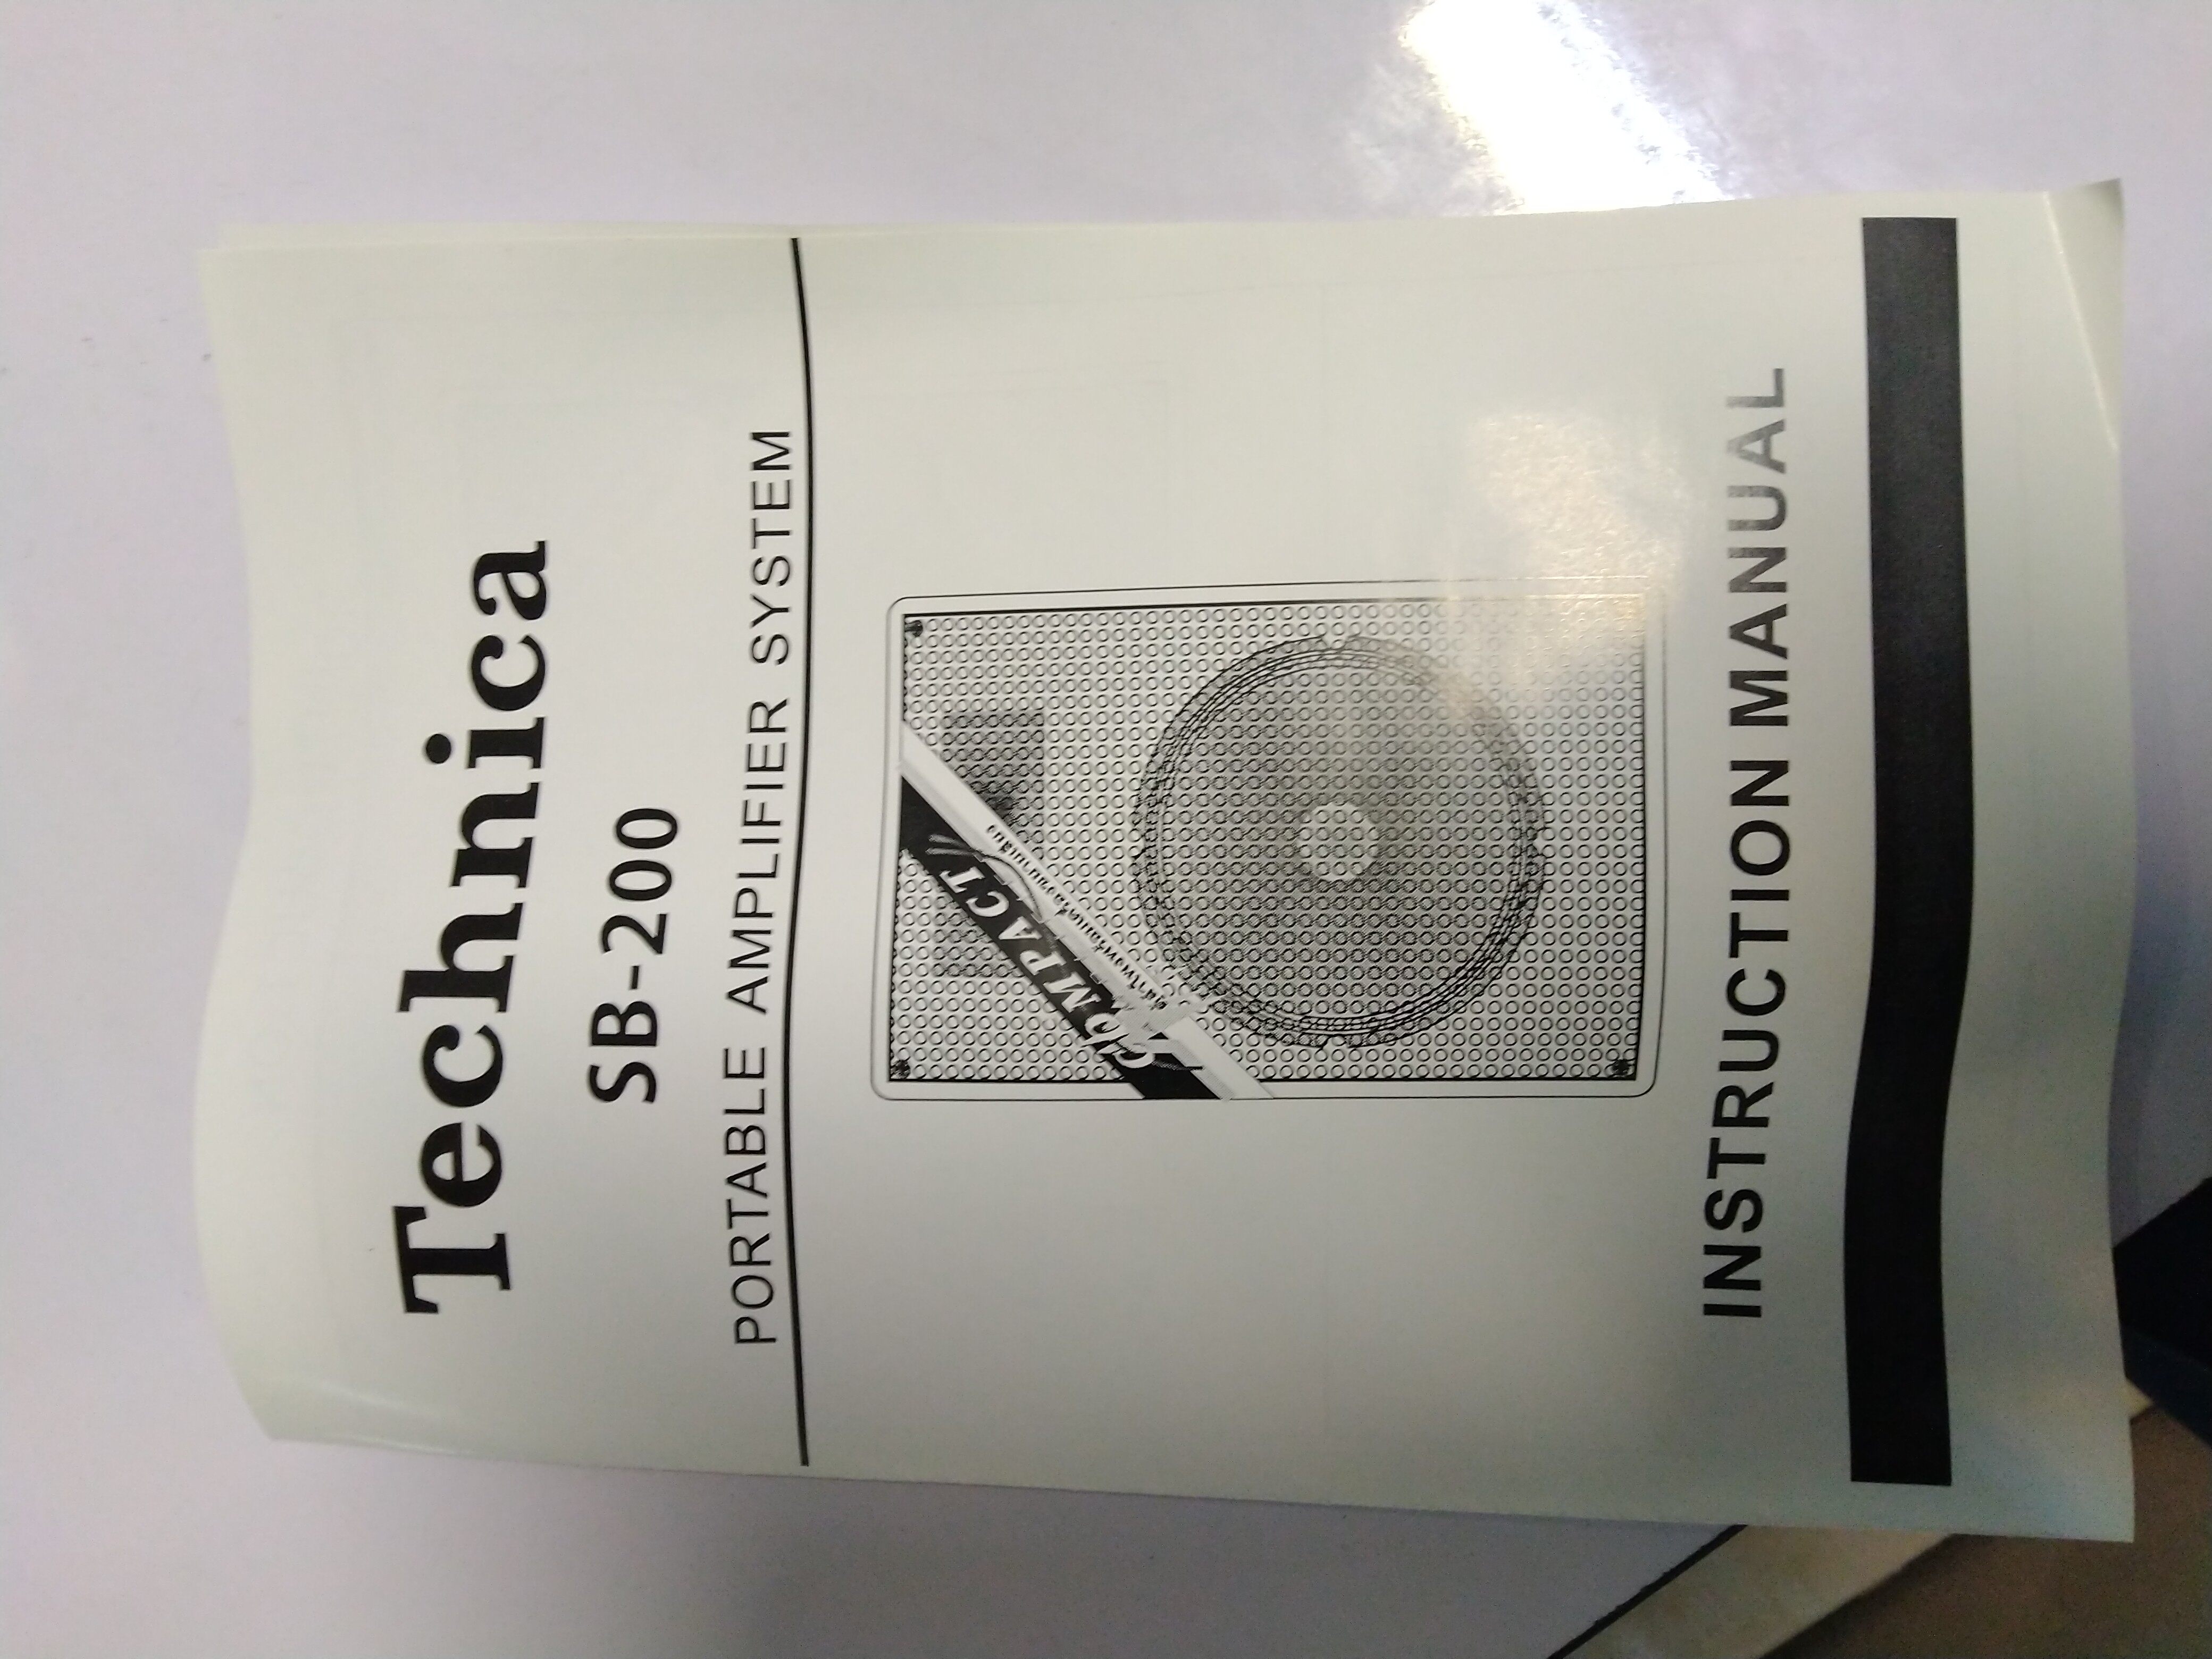 Technica
SB-200
PORTABLE AMPLIFIER SYSTEM
COMPACT
INSTRUCTION MANUAL